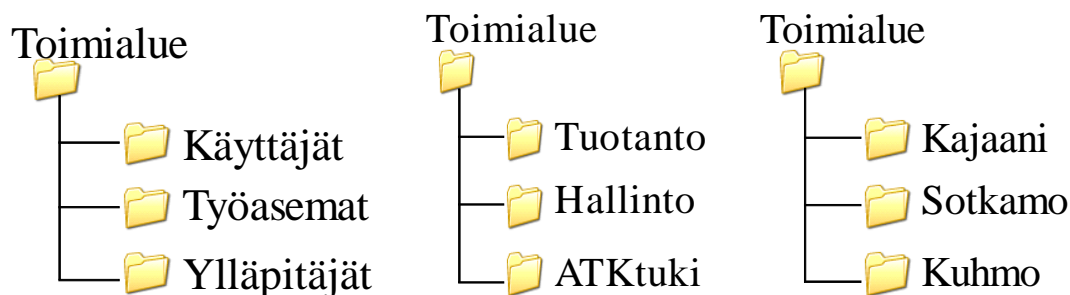 Toimialue
Käyttäjät
Työasemat
Ylläpitäjät
Toimialue
Tuotanto
Hallinto
ATKtuki
Toimialue
Kajaani
Sotkamo
Kuhmo